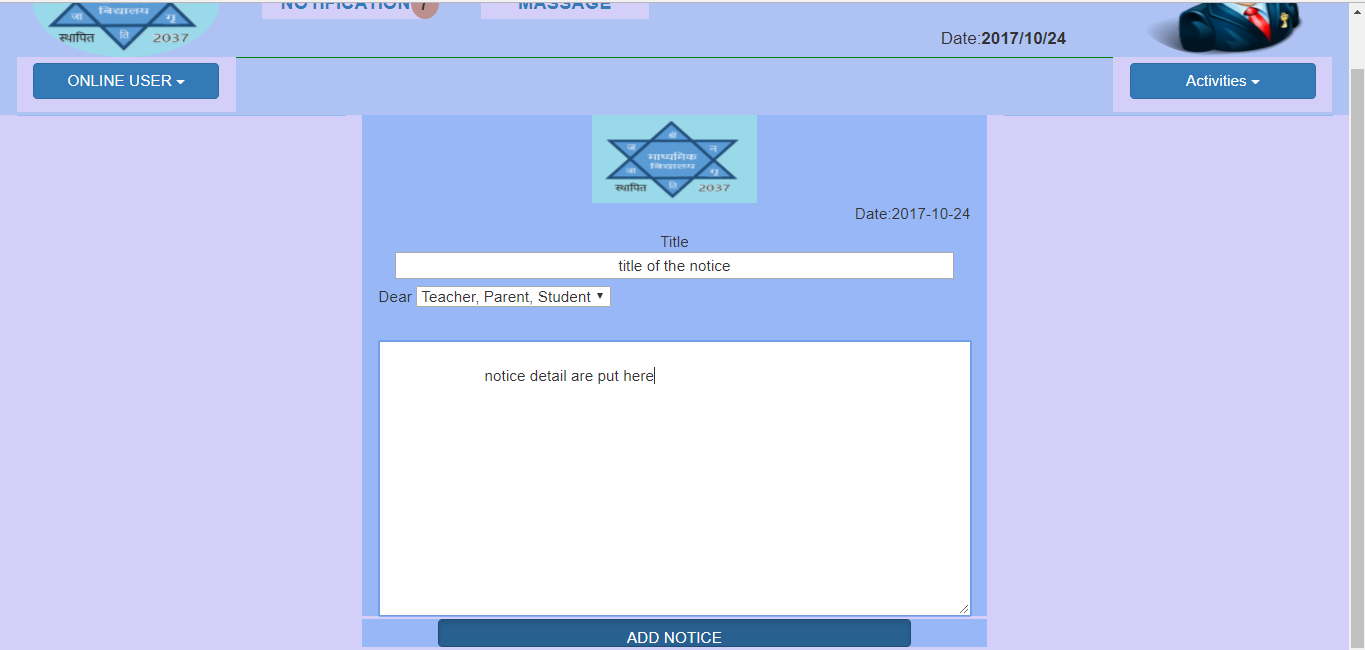 NOTIFICATION
MASSAGE
विद्यालय
जा
गृ
स्थापित
ति
2037
Date:2017/10/24
ONLINE USER
Activities
ज
न
माध्यमिक
बिद्यालय
जा
गृ
स्थापित
ति
2037
Date:2017-10-24
Title
title of the notice
Dear Teacher, Parent, Student
notice detail are put here
ADD NOTICE